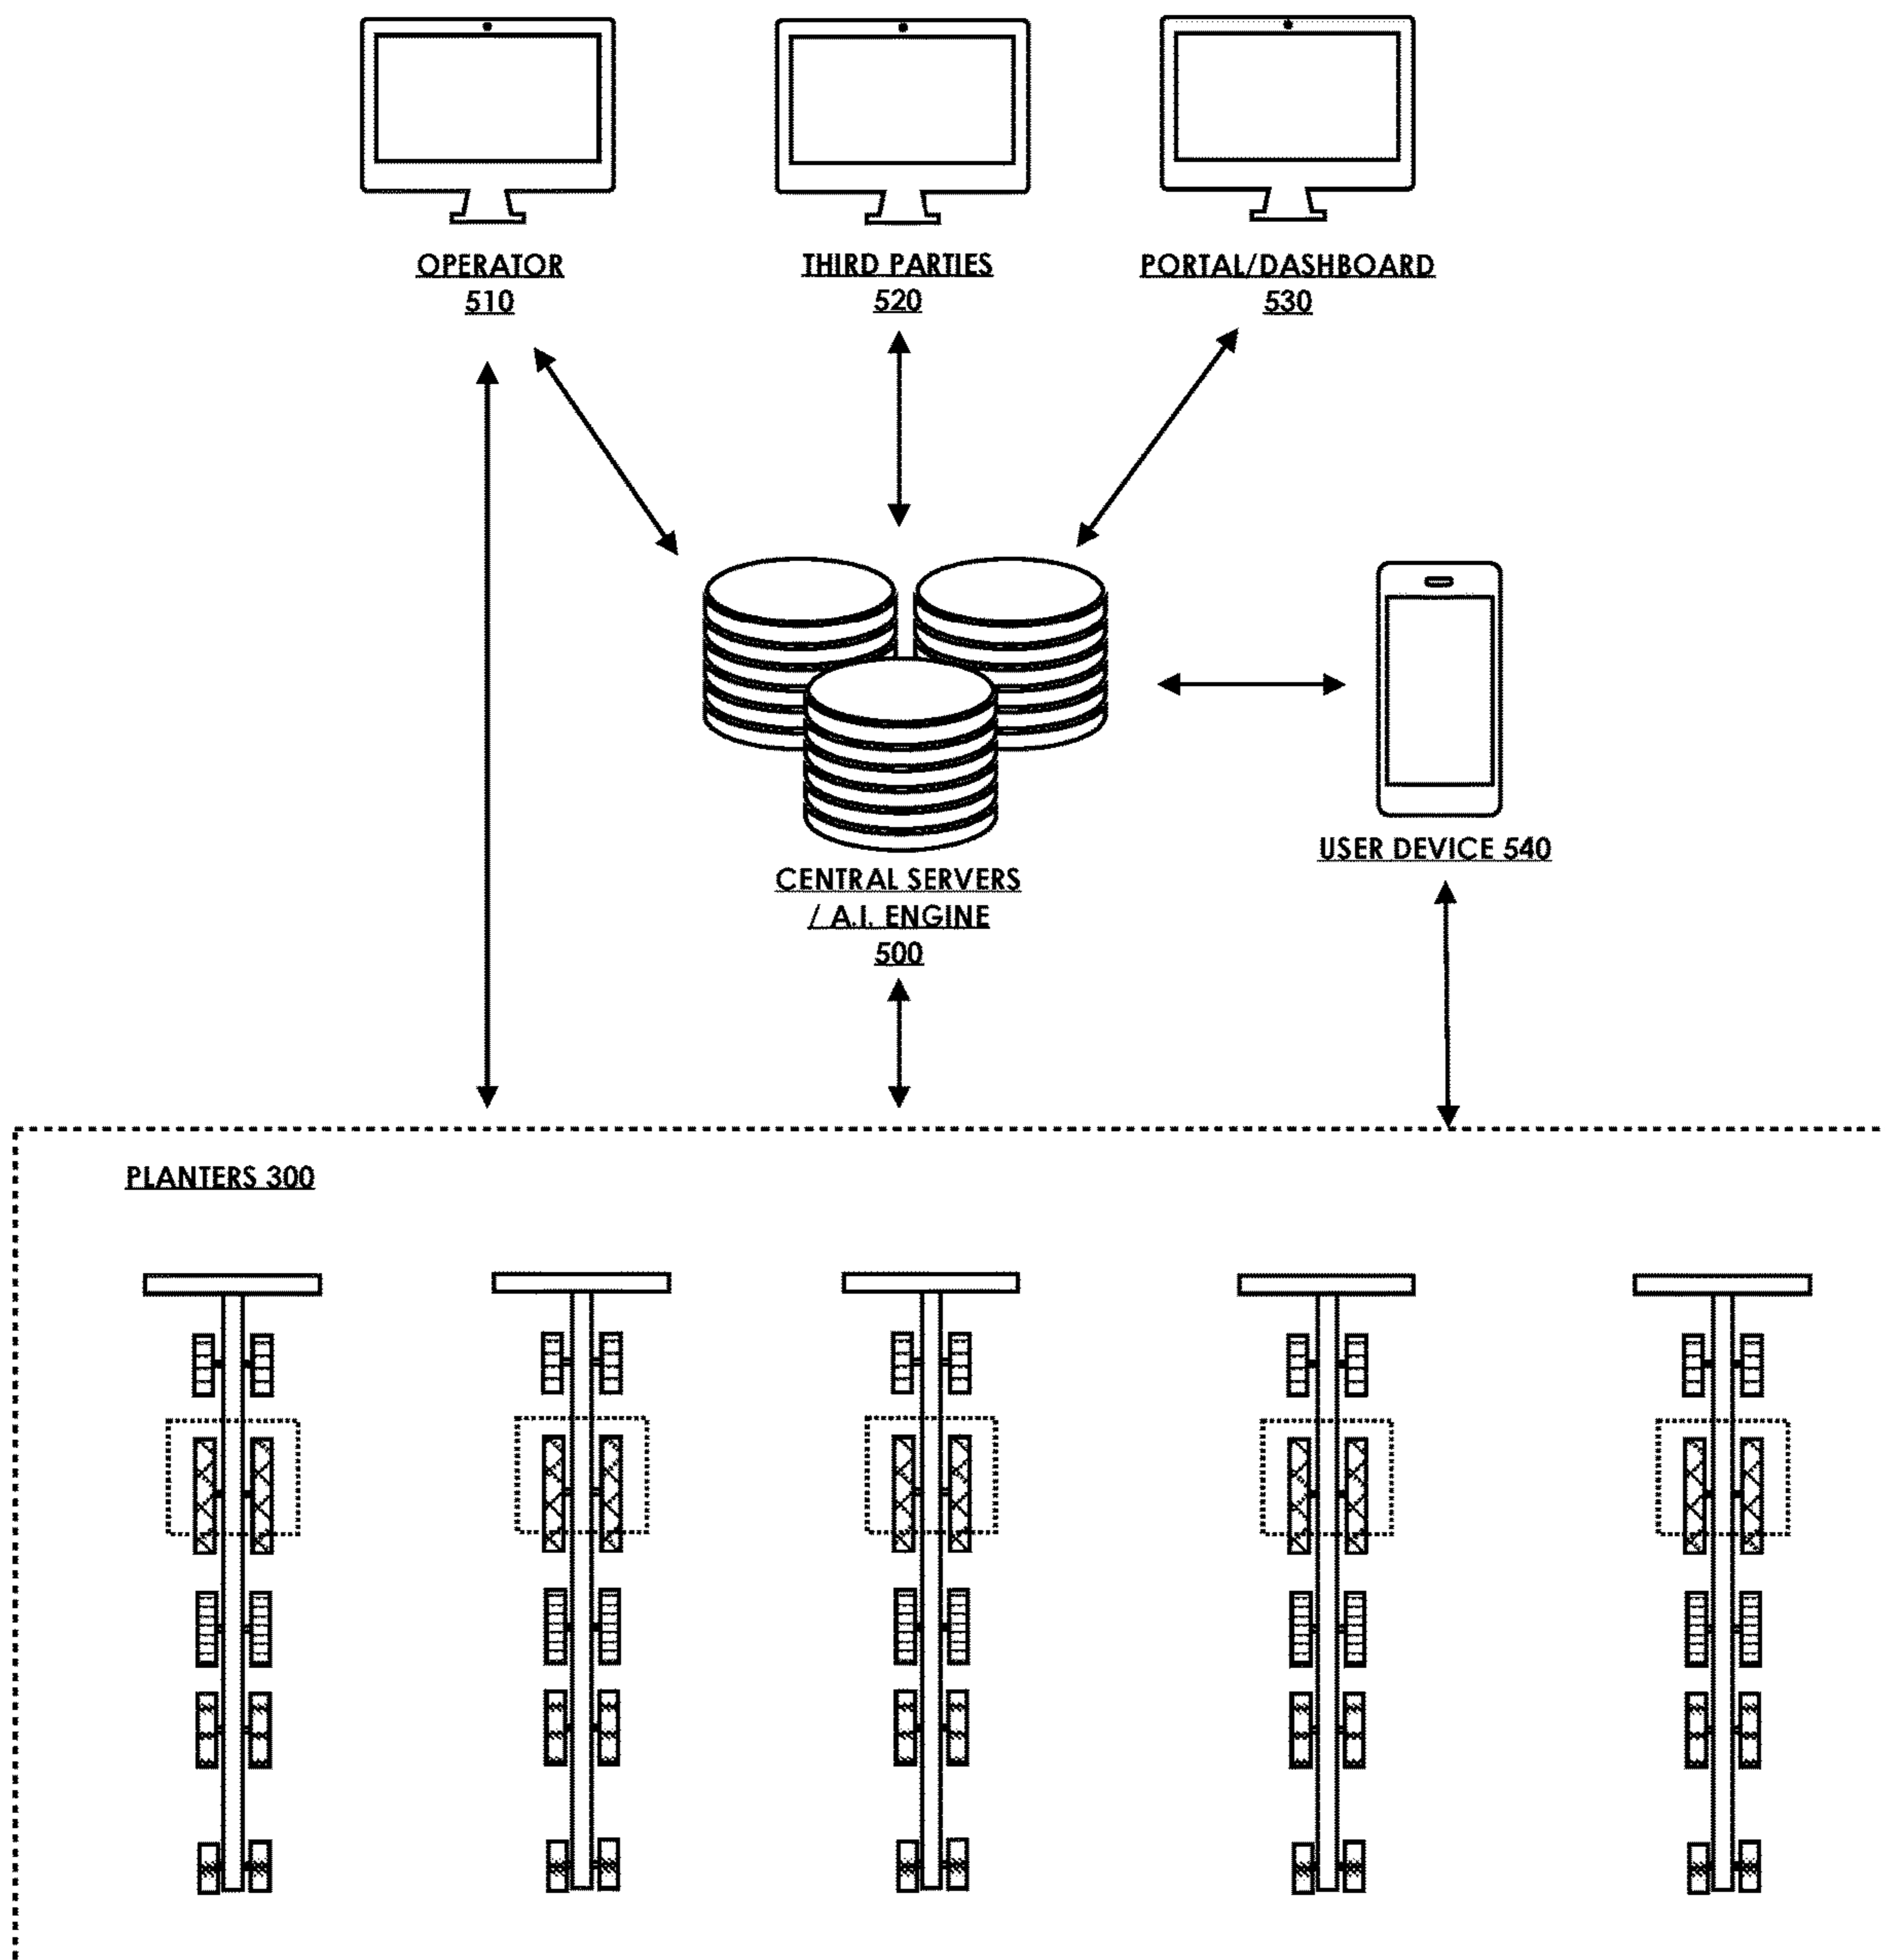 OPERATOR
510
THIRD PARTIES
520
PORTAL/DASHBOARD
530
USER DEVICE 540
CENTRAL SERVERS
/ A.I. ENGINE
500
PLANTERS 300